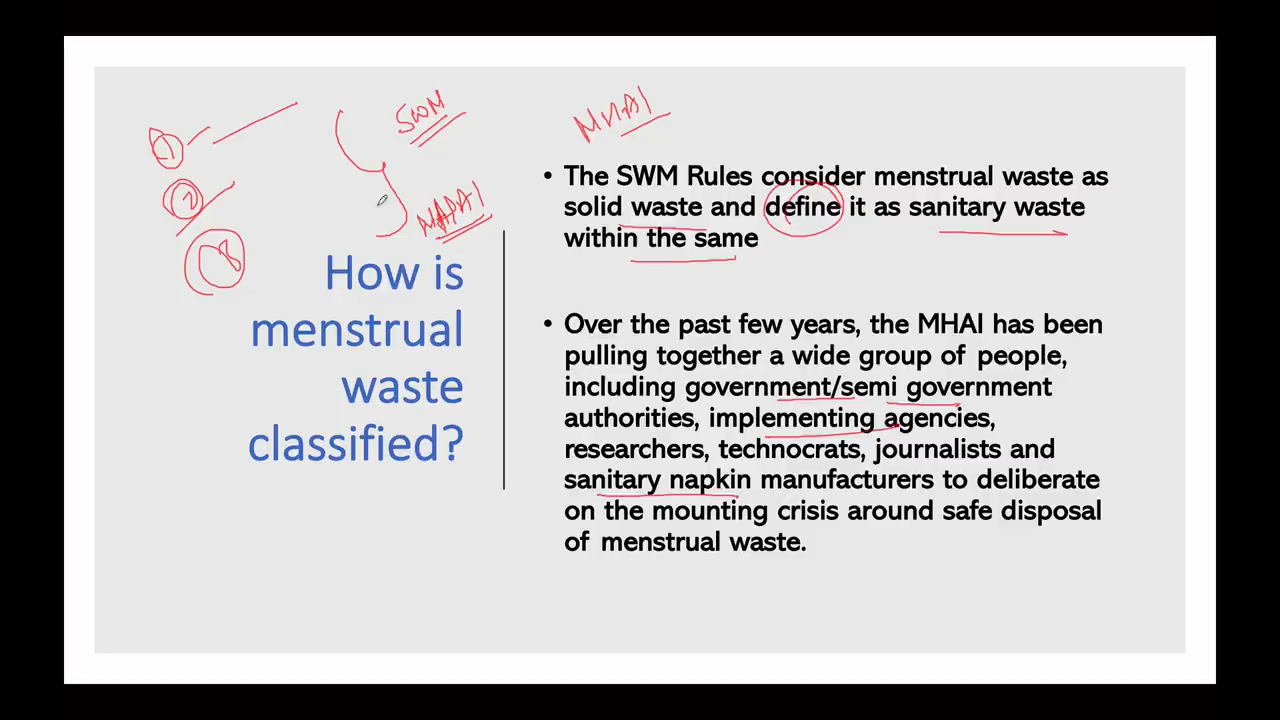 SWM
MHAI
① 
②
8
How is
menstrual
waste
classified?
• The SWM Rules consider menstrual waste as
solid waste and define it as sanitary waste
within the same
• Over the past few years, the MHAI has been
pulling together a wide group of people,
including government/semi government
authorities, implementing agencies,
researchers, technocrats, journalists and
sanitary napkin manufacturers to deliberate
on the mounting crisis around safe disposal
of menstrual waste.